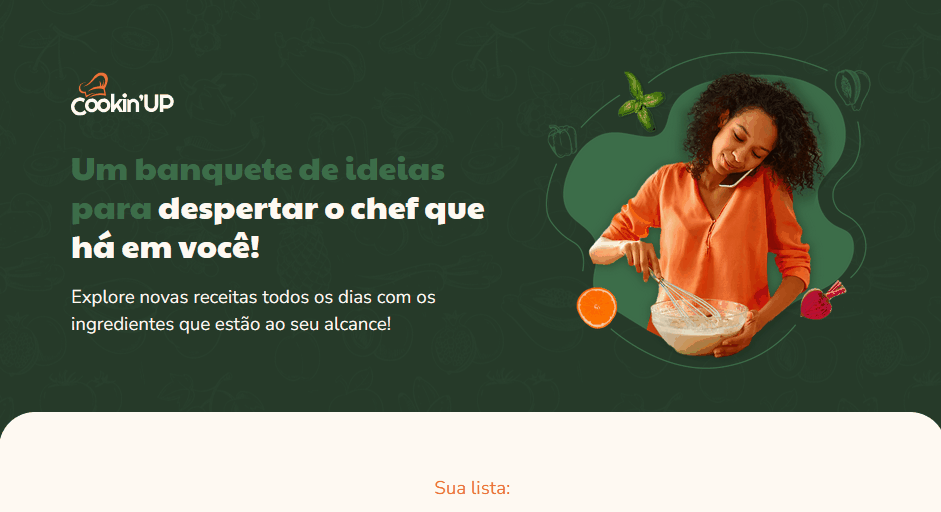 Cookin'UP
Um banquete de ideias
para despertar o chef que
há em você!
Explore novas receitas todos os dias com os
ingredientes que estão ao seu alcance!
Sua lista: